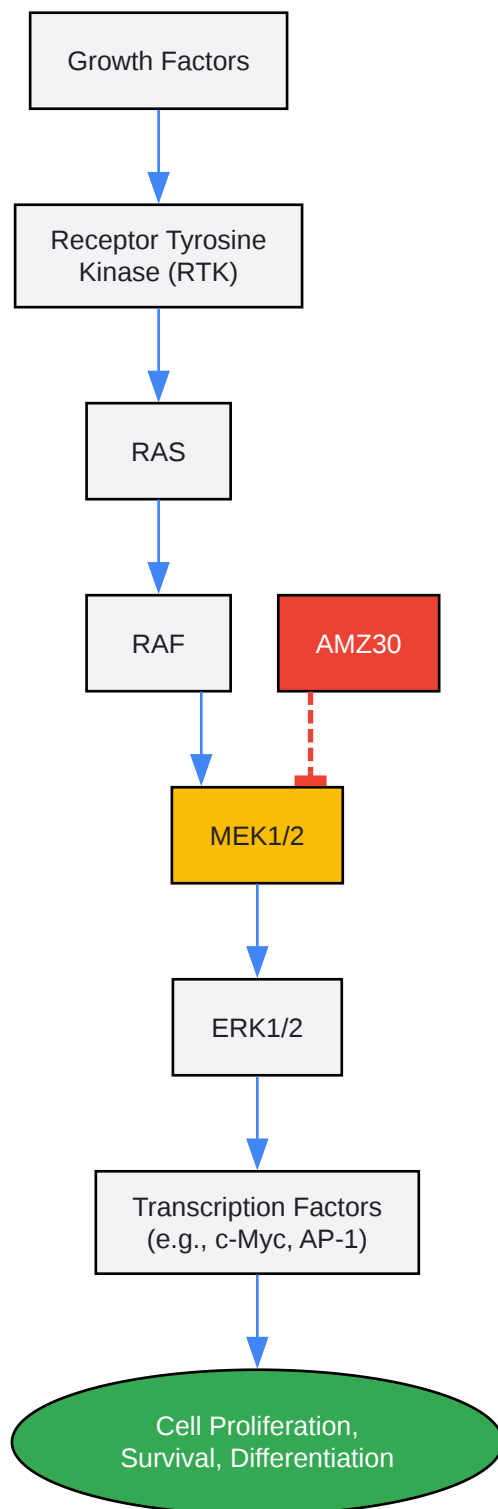 Growth Factors
Receptor Tyrosine
Kinase (RTK)
RAS
RAF
AMZ30
MEK1/2
ERK1/2
Transcription Factors
(e.g., c-Myc, AP-1)
Cell Proliferation,
Survival, Differentiation